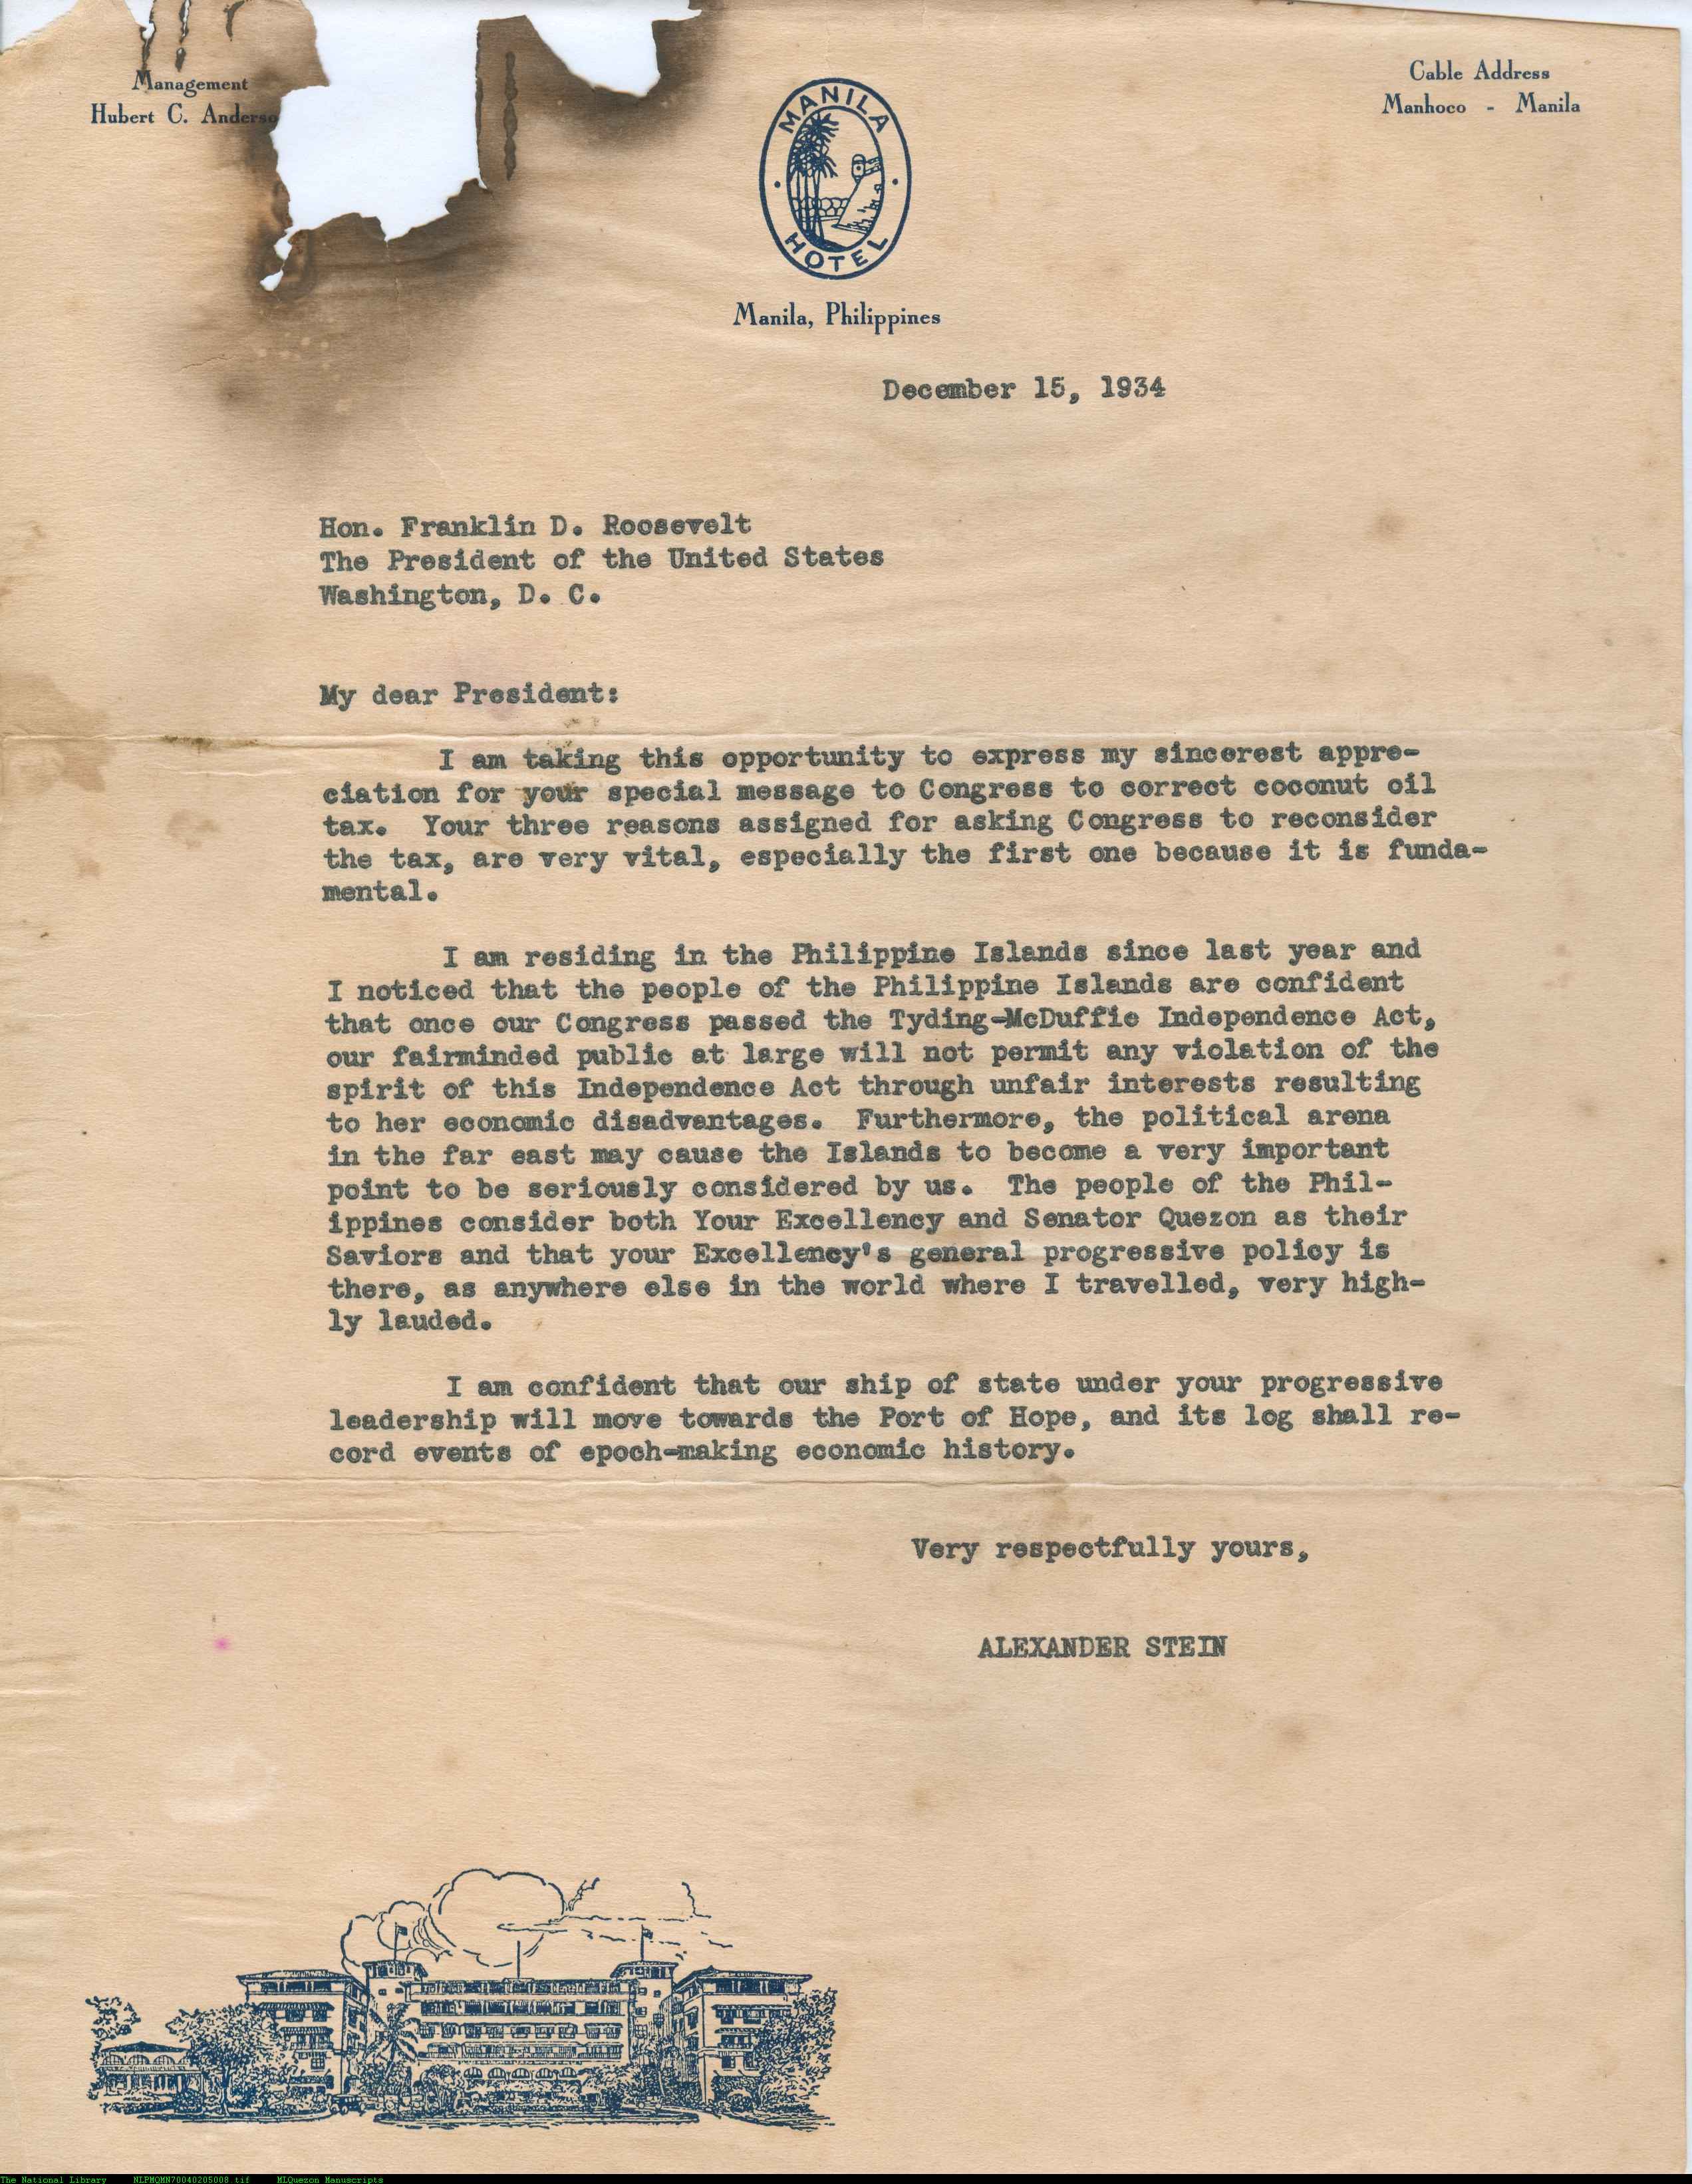 Management
Hubert C. Anderso
Cable Address
Manhoco - Manila
MANILA
HOTEL
Manila, Philippines
December 15, 1934
Hon. Franklin D. Roosevelt
The President of the United States
Washington, D. C.
My dear President:
I am taking this opportunity to express my sincerest appre-
ciation for your special message to Congress to correct coconut oil
tax. Your three reasons assigned for asking Congress to reconsider
the tax, are very vital, especially the first one because it is funda-
mental.
I am residing in the Philippine Islands since last year and
I noticed that the people of the Philippine Islands are confident
that once our Congress passed the Tyding-McDuffie Independence Act,
our fairminded public at large will not permit any violation of the
spirit of this Independence Act through unfair interests resulting
to her economic disadvantages. Furthermore, the political arena
in the far east may cause the Islands to become a very important
point to be seriously considered by us. The people of the Phil-
ippines consider both Your Excellency and Senator Quezon as their
Saviors and that your Excellency's general progressive policy is
there, as anywhere else in the world where I travelled, very high-
ly lauded.
I am confident that our ship of state under your progressive
leadership will move towards the Port of Hope, and its log shall re-
cord events of epoch-making economic history.
Very respectfully yours,
ALEXANDER STEIN
The National Library NLPMQMN70040205008.tif MLQuezon Manuscripts